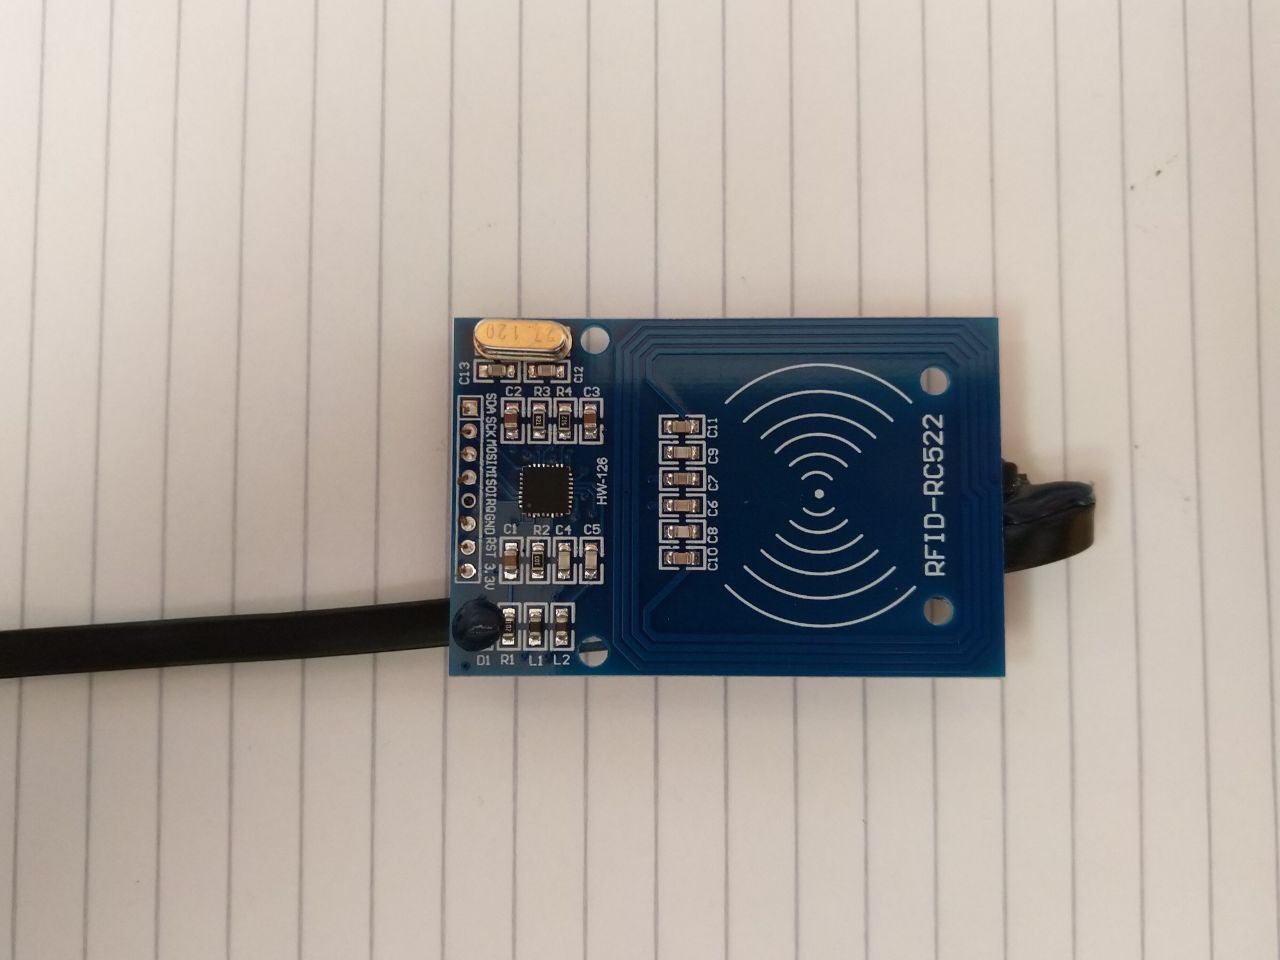 27.120
C13
C12
C2 R3 R4 C3
SDA SCK MOSI MISO IRQ GND RST 3.3V
HW-126
C1 R2 C4 C5
D1 R1 L1 L2
C11
C9
C7
C6
C8
C10
RFID-RC522